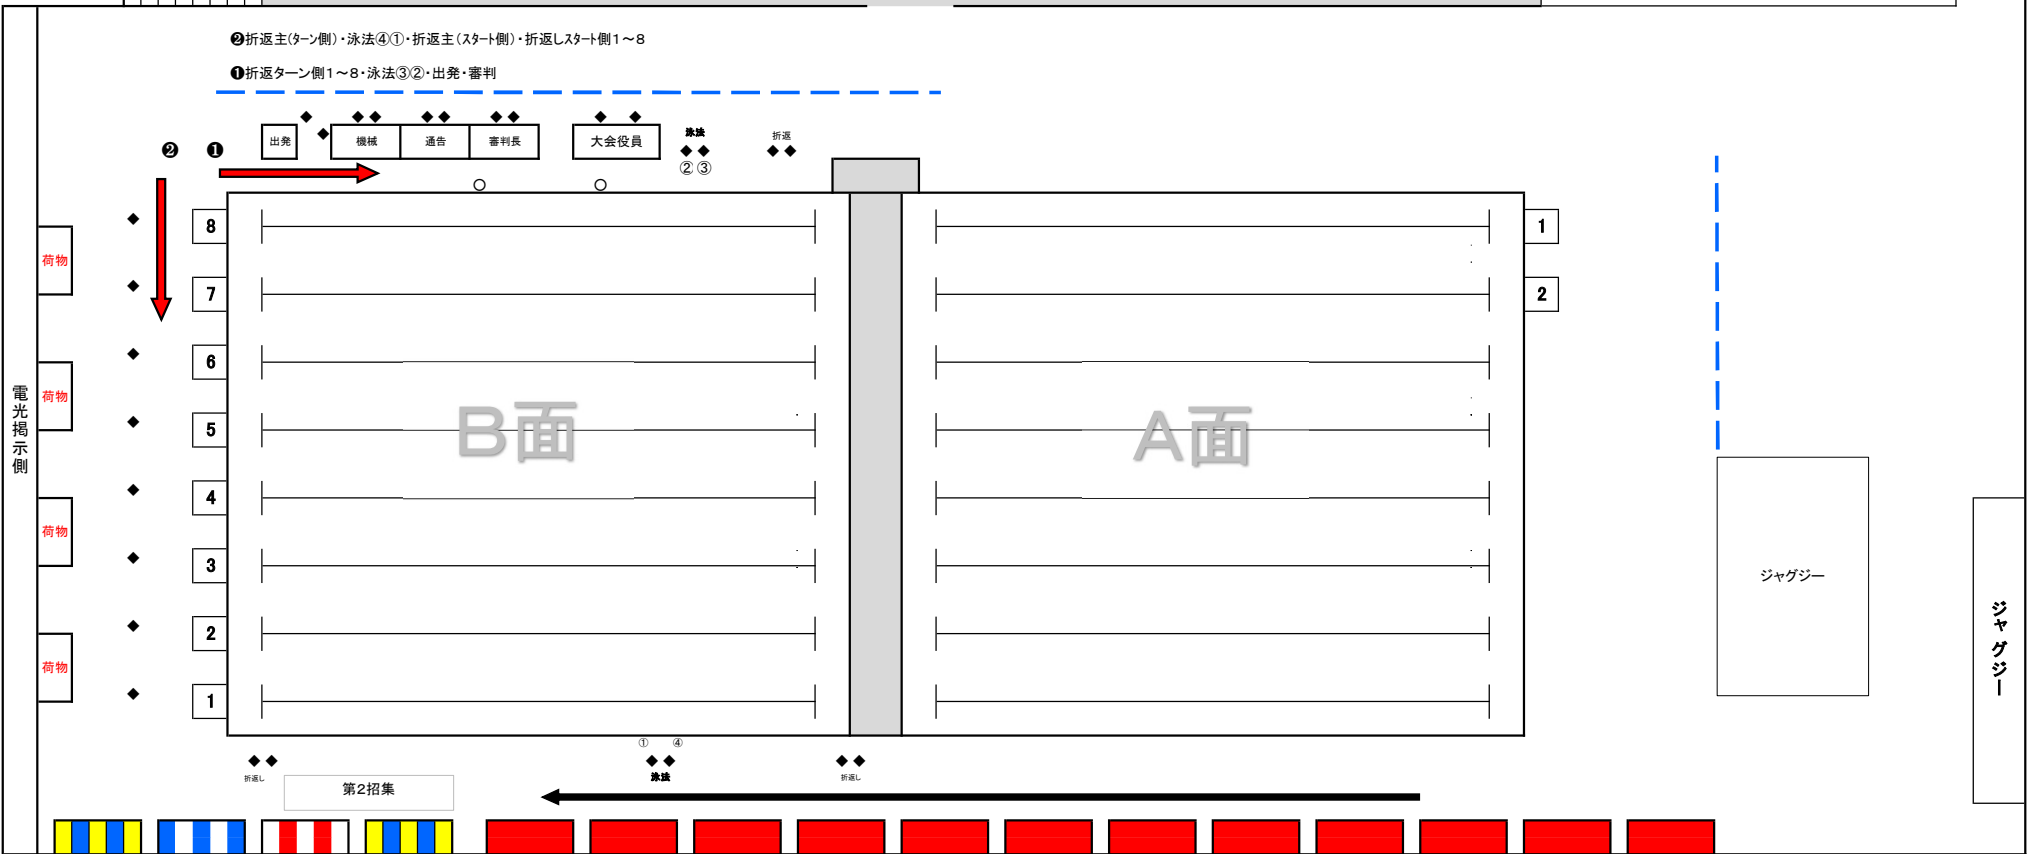 ❷折返主(ターン側)・泳法④①・折返主(スタート側)・折返しスタート側1～8
❶折返ターン側1～8・泳法③②・出発・審判
❷ ❶
出発
機械
通告
審判長
大会役員
泳法
②③
折返
8
7
6
5
4
3
2
1
B面
A面
1
2
荷物
荷物
荷物
荷物
電光掲示側
ジャグジー
ジャグジー
折返し
第2招集
① ④
泳法
折返し